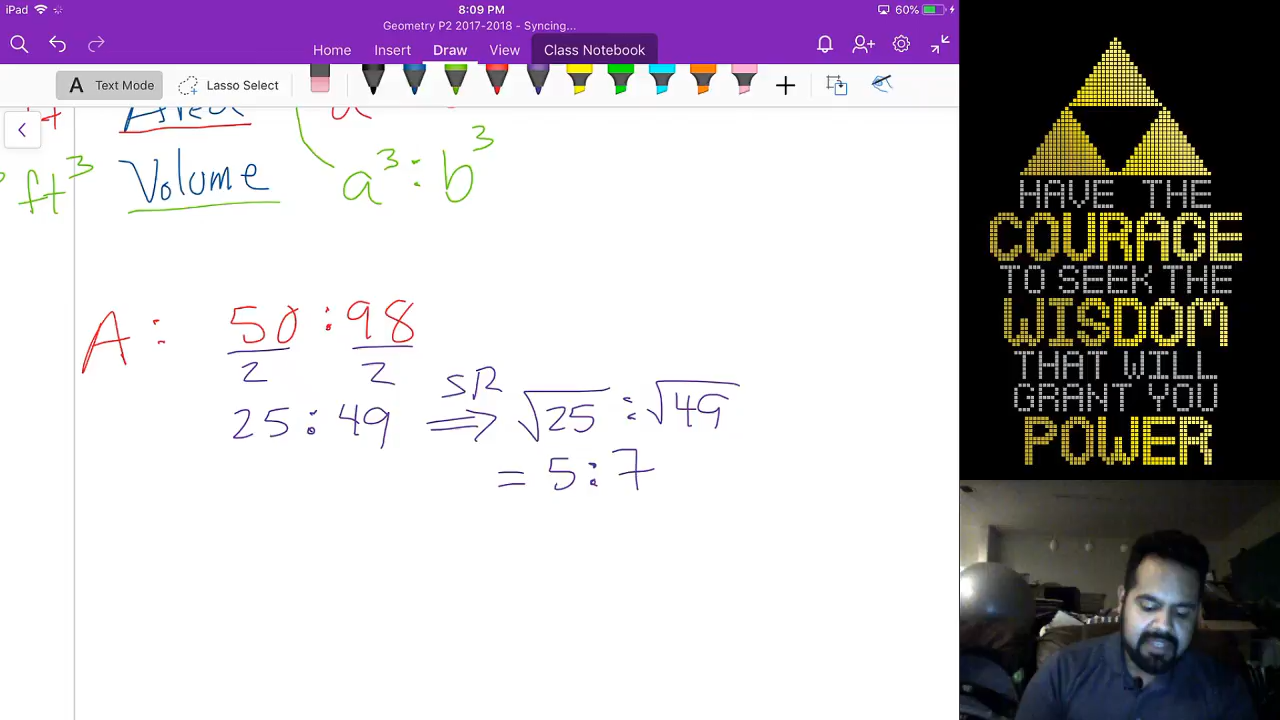 iPad 8:09 PM 60%
Geometry P2 2017-2018 - Syncing...
Home Insert Draw View Class Notebook
A Text Mode Lasso Select
Area a
ft³ Volume a³ : b³
A : 50 : 98
2 2
25 : 49 SR ⟹ √25 : √49
= 5 : 7
HAVE THE
COURAGE
TO SEEK THE
WISDOM
THAT WILL
GRANT YOU
POWER